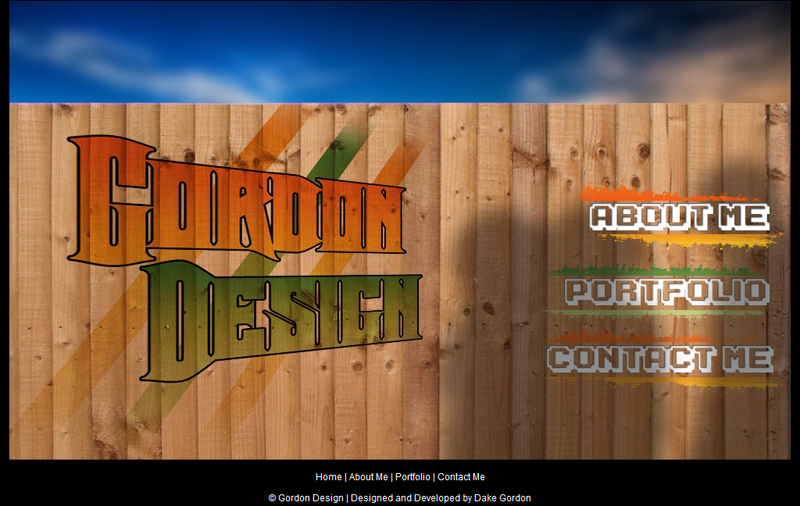 GORDON
DESIGN
ABOUT ME
PORTFOLIO
CONTACT ME
Home | About Me | Portfolio | Contact Me
© Gordon Design | Designed and Developed by Dake Gordon